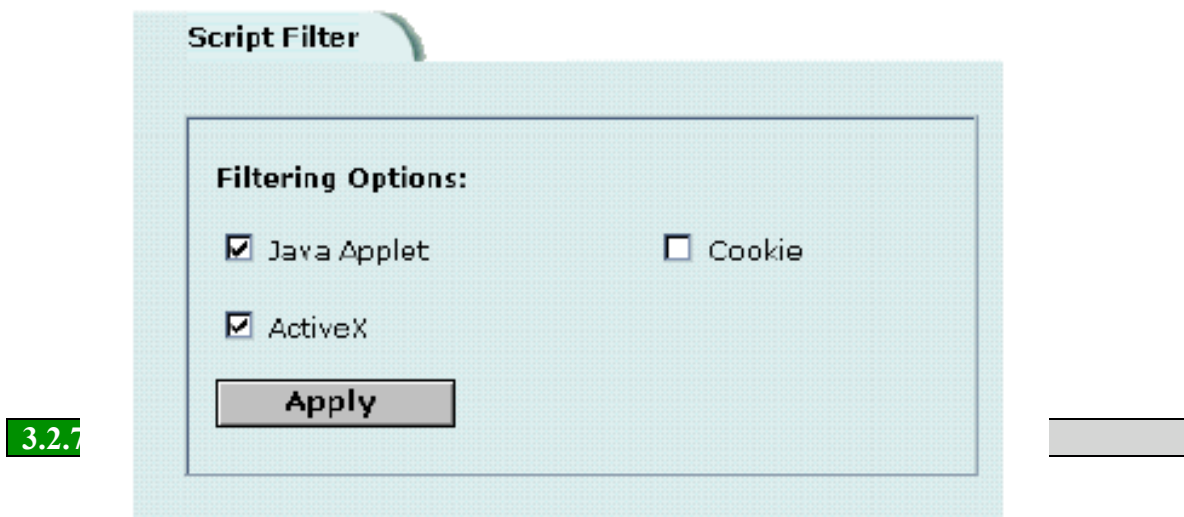 Script Filter
Filtering Options:
Java Applet
Cookie
ActiveX
Apply
3.2.7